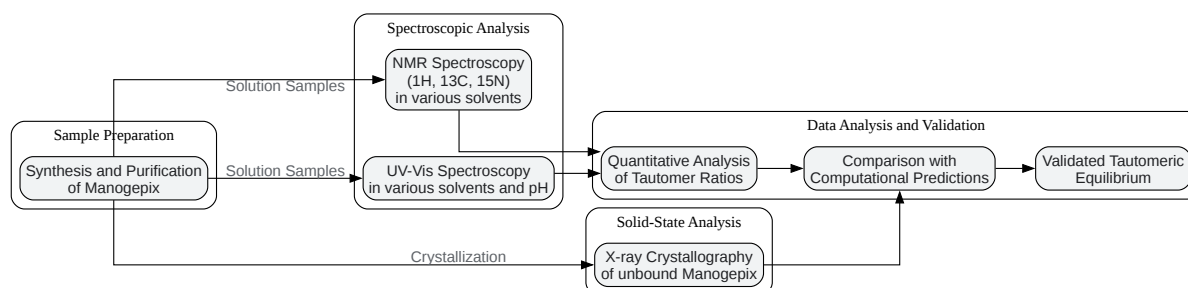 Spectroscopic Analysis
NMR Spectroscopy
(1H, 13C, 15N)
in various solvents
Solution Samples
Sample Preparation
Synthesis and Purification
of Manogepix
Solution Samples
UV-Vis Spectroscopy
in various solvents and pH
Data Analysis and Validation
Quantitative Analysis
of Tautomer Ratios
Comparison with
Computational Predictions
Validated Tautomeric
Equilibrium
Solid-State Analysis
Crystallization
X-ray Crystallography
of unbound Manogepix